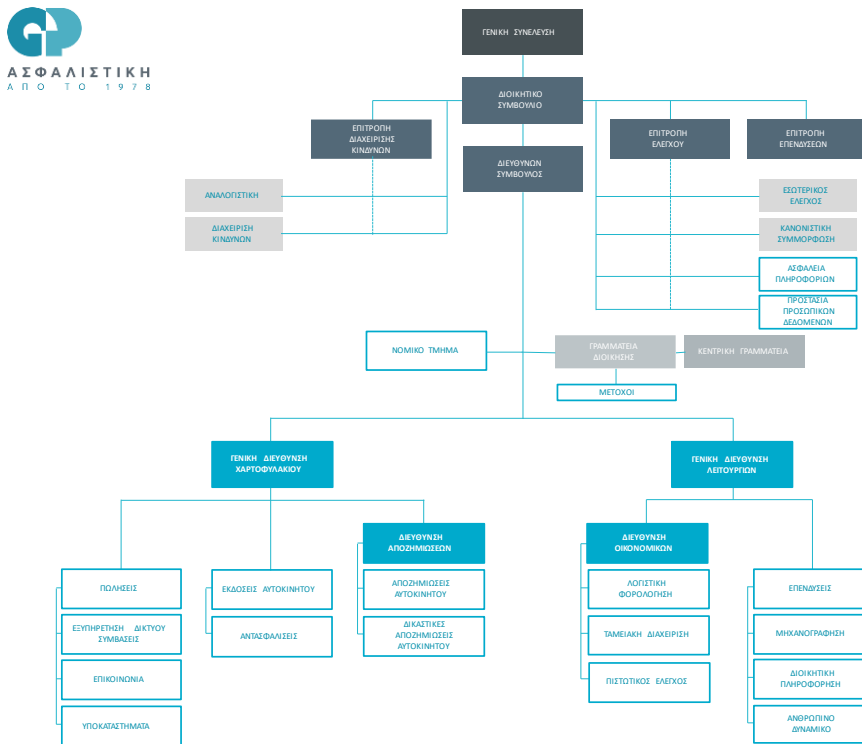 GP
ΑΣΦΑΛΙΣΤΙΚΗ
ΑΠΟ ΤΟ 1978
ΓΕΝΙΚΗ ΣΥΝΕΛΕΥΣΗ
ΔΙΟΙΚΗΤΙΚΟ
ΣΥΜΒΟΥΛΙΟ
ΕΠΙΤΡΟΠΗ
ΔΙΑΧΕΙΡΙΣΗΣ
ΚΙΝΔΥΝΩΝ
ΔΙΕΥΘΥΝΩΝ
ΣΥΜΒΟΥΛΟΣ
ΕΠΙΤΡΟΠΗ
ΕΛΕΓΧΟΥ
ΕΠΙΤΡΟΠΗ
ΕΠΕΝΔΥΣΕΩΝ
ΑΝΑΛΟΓΙΣΤΙΚΗ
ΔΙΑΧΕΙΡΙΣΗ
ΚΙΝΔΥΝΩΝ
ΕΣΩΤΕΡΙΚΟΣ
ΕΛΕΓΧΟΣ
ΚΑΝΟΝΙΣΤΙΚΗ
ΣΥΜΜΟΡΦΩΣΗ
ΑΣΦΑΛΕΙΑ
ΠΛΗΡΟΦΟΡΙΩΝ
ΠΡΟΣΤΑΣΙΑ
ΠΡΟΣΩΠΙΚΩΝ
ΔΕΔΟΜΕΝΩΝ
ΝΟΜΙΚΟ ΤΜΗΜΑ
ΓΡΑΜΜΑΤΕΙΑ
ΔΙΟΙΚΗΣΗΣ
ΚΕΝΤΡΙΚΗ ΓΡΑΜΜΑΤΕΙΑ
ΜΕΤΟΧΟΙ
ΓΕΝΙΚΗ ΔΙΕΥΘΥΝΣΗ
ΧΑΡΤΟΦΥΛΑΚΙΟΥ
ΓΕΝΙΚΗ ΔΙΕΥΘΥΝΣΗ
ΛΕΙΤΟΥΡΓΙΩΝ
ΔΙΕΥΘΥΝΣΗ
ΑΠΟΖΗΜΙΩΣΕΩΝ
ΔΙΕΥΘΥΝΣΗ
ΟΙΚΟΝΟΜΙΚΩΝ
ΠΩΛΗΣΕΙΣ
ΕΞΥΠΗΡΕΤΗΣΗ ΔΙΚΤΥΟΥ
ΣΥΜΒΑΣΕΙΣ
ΕΠΙΚΟΙΝΩΝΙΑ
ΥΠΟΚΑΤΑΣΤΗΜΑΤΑ
ΕΚΔΟΣΕΙΣ ΑΥΤΟΚΙΝΗΤΟΥ
ΑΝΤΑΣΦΑΛΙΣΕΙΣ
ΑΠΟΖΗΜΙΩΣΕΙΣ
ΑΥΤΟΚΙΝΗΤΟΥ
ΔΙΚΑΣΤΙΚΕΣ
ΑΠΟΖΗΜΙΩΣΕΙΣ
ΑΥΤΟΚΙΝΗΤΟΥ
ΛΟΓΙΣΤΙΚΗ
ΦΟΡΟΛΟΓΗΣΗ
ΤΑΜΕΙΑΚΗ ΔΙΑΧΕΙΡΙΣΗ
ΠΙΣΤΩΤΙΚΟΣ ΕΛΕΓΧΟΣ
ΕΠΕΝΔΥΣΕΙΣ
ΜΗΧΑΝΟΓΡΑΦΗΣΗ
ΔΙΟΙΚΗΤΙΚΗ
ΠΛΗΡΟΦΟΡΗΣΗ
ΑΝΘΡΩΠΙΝΟ
ΔΥΝΑΜΙΚΟ